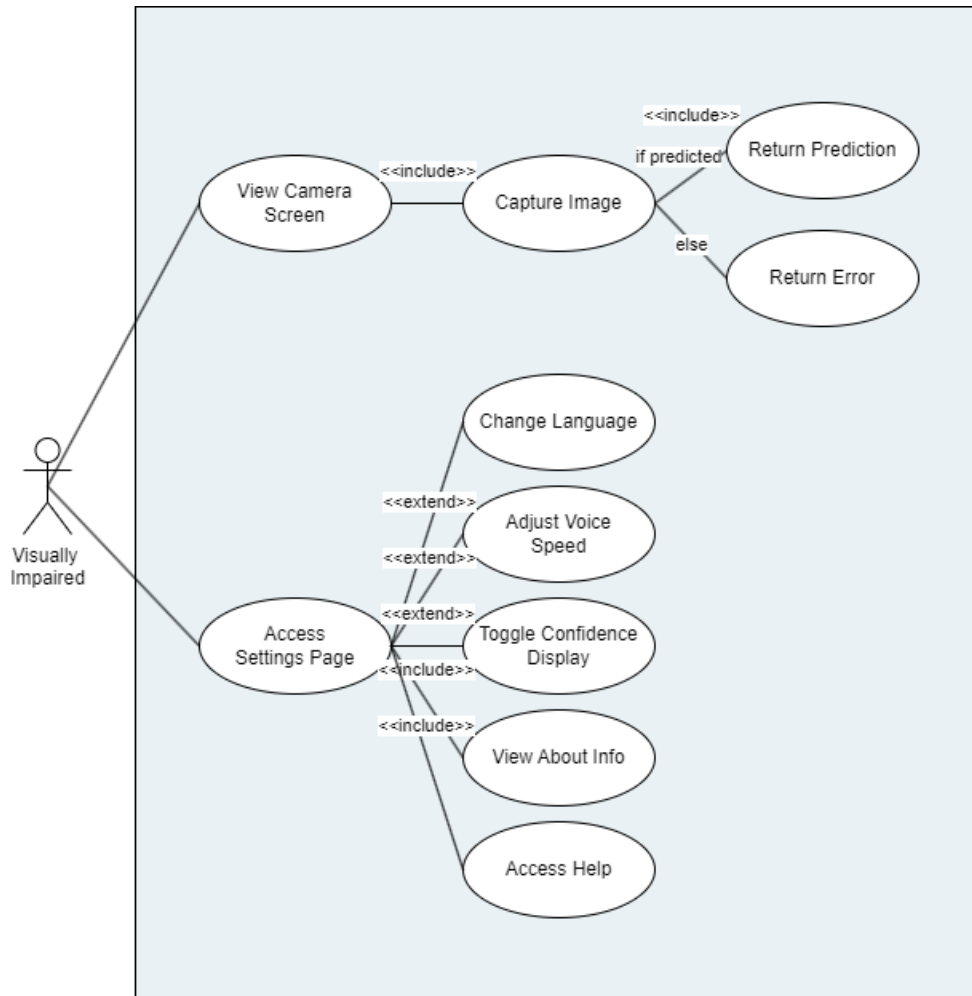 <<include>>
Return Prediction
if predicted
<<include>>
View Camera
Screen
Capture Image
else
Return Error
Change Language
<<extend>>
Adjust Voice
Speed
<<extend>>
<<extend>>
Toggle Confidence
Display
Visually
Impaired
Access
Settings Page
<<include>>
<<include>>
View About Info
Access Help